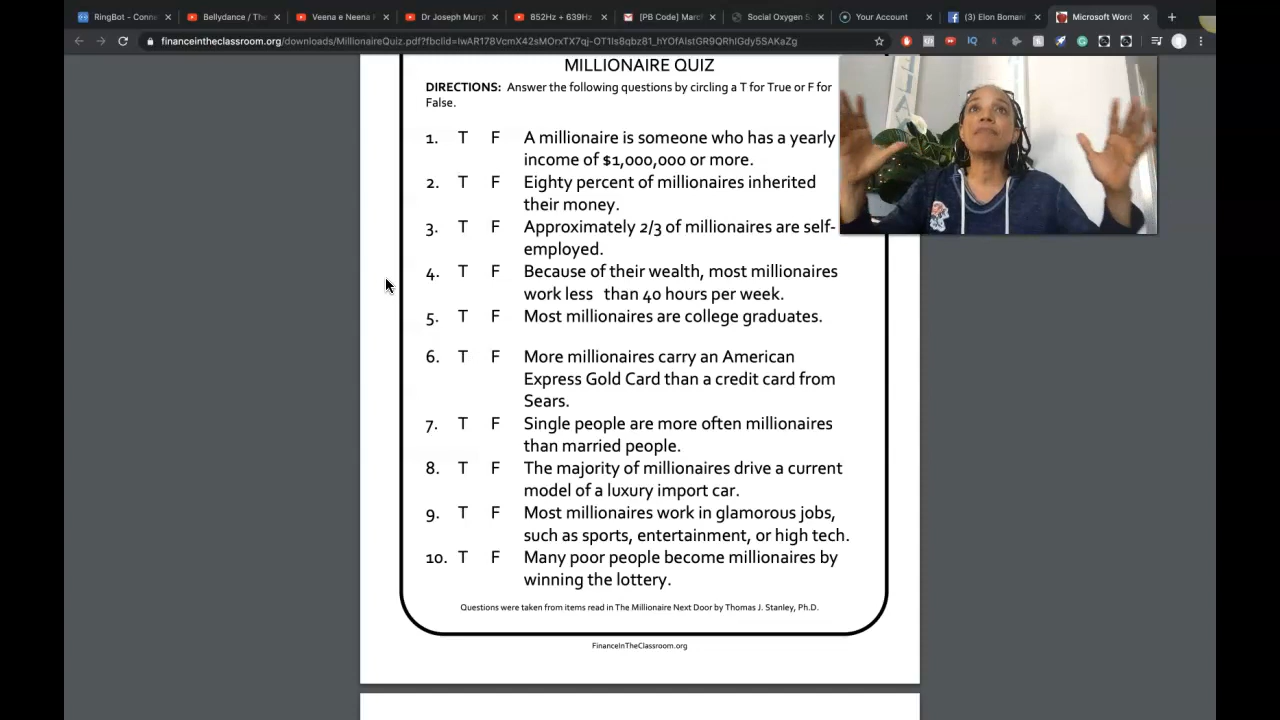 RingBot - Conne
Bellydance / The
Veena e Neena F
Dr Joseph Murp
852Hz + 639Hz
[PB Code] March
Social Oxygen S
Your Account
(3) Elon Boman
Microsoft Word
financeintheclassroom.org/downloads/MillionaireQuiz.pdf?fbclid=IwAR178VcmX42sMOrxTX7qj-OT1Is8qbz81_hYOfAIstGR9QRhIGdy5SAKaZg
MILLIONAIRE QUIZ
DIRECTIONS: Answer the following questions by circling a T for True or F for
False.
1. T F A millionaire is someone who has a yearly
income of $1,000,000 or more.
2. T F Eighty percent of millionaires inherited
their money.
3. T F Approximately 2/3 of millionaires are self-
employed.
4. T F Because of their wealth, most millionaires
work less than 40 hours per week.
5. T F Most millionaires are college graduates.
6. T F More millionaires carry an American
Express Gold Card than a credit card from
Sears.
7. T F Single people are more often millionaires
than married people.
8. T F The majority of millionaires drive a current
model of a luxury import car.
9. T F Most millionaires work in glamorous jobs,
such as sports, entertainment, or high tech.
10. T F Many poor people become millionaires by
winning the lottery.
Questions were taken from items read in The Millionaire Next Door by Thomas J. Stanley, Ph.D.
FinanceInTheClassroom.org